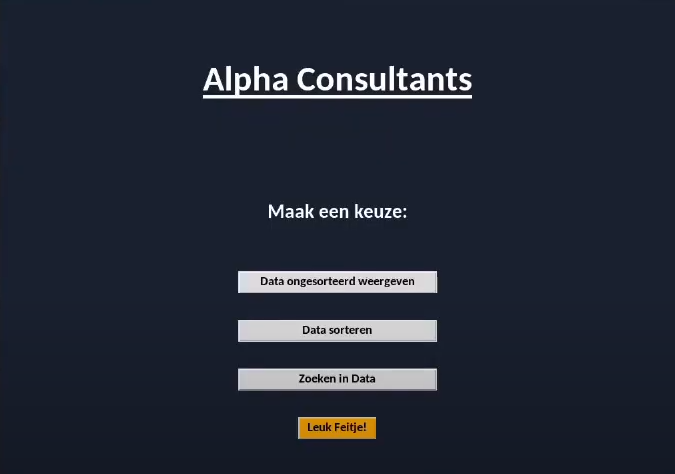 Alpha Consultants
Maak een keuze:
Data ongesorteerd weergeven
Data sorteren
Zoeken in Data
Leuk Feitje!